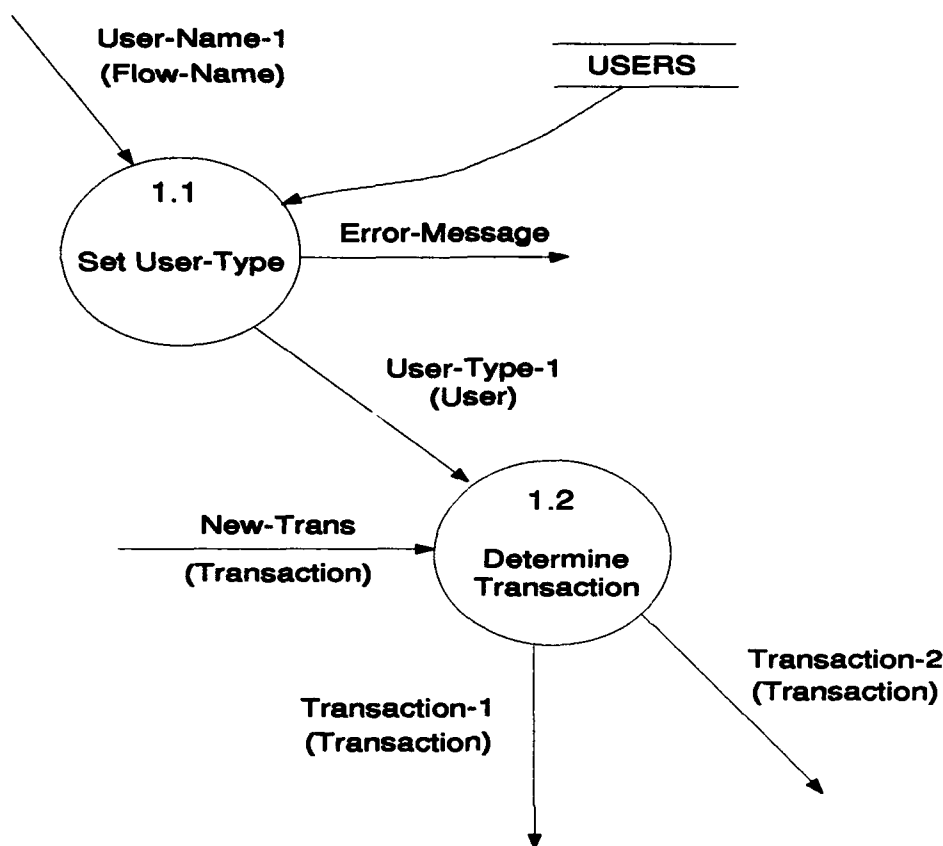 User-Name-1
(Flow-Name)
USERS
1.1
Set User-Type
Error-Message
User-Type-1
(User)
1.2
Determine
Transaction
New-Trans
(Transaction)
Transaction-2
(Transaction)
Transaction-1
(Transaction)